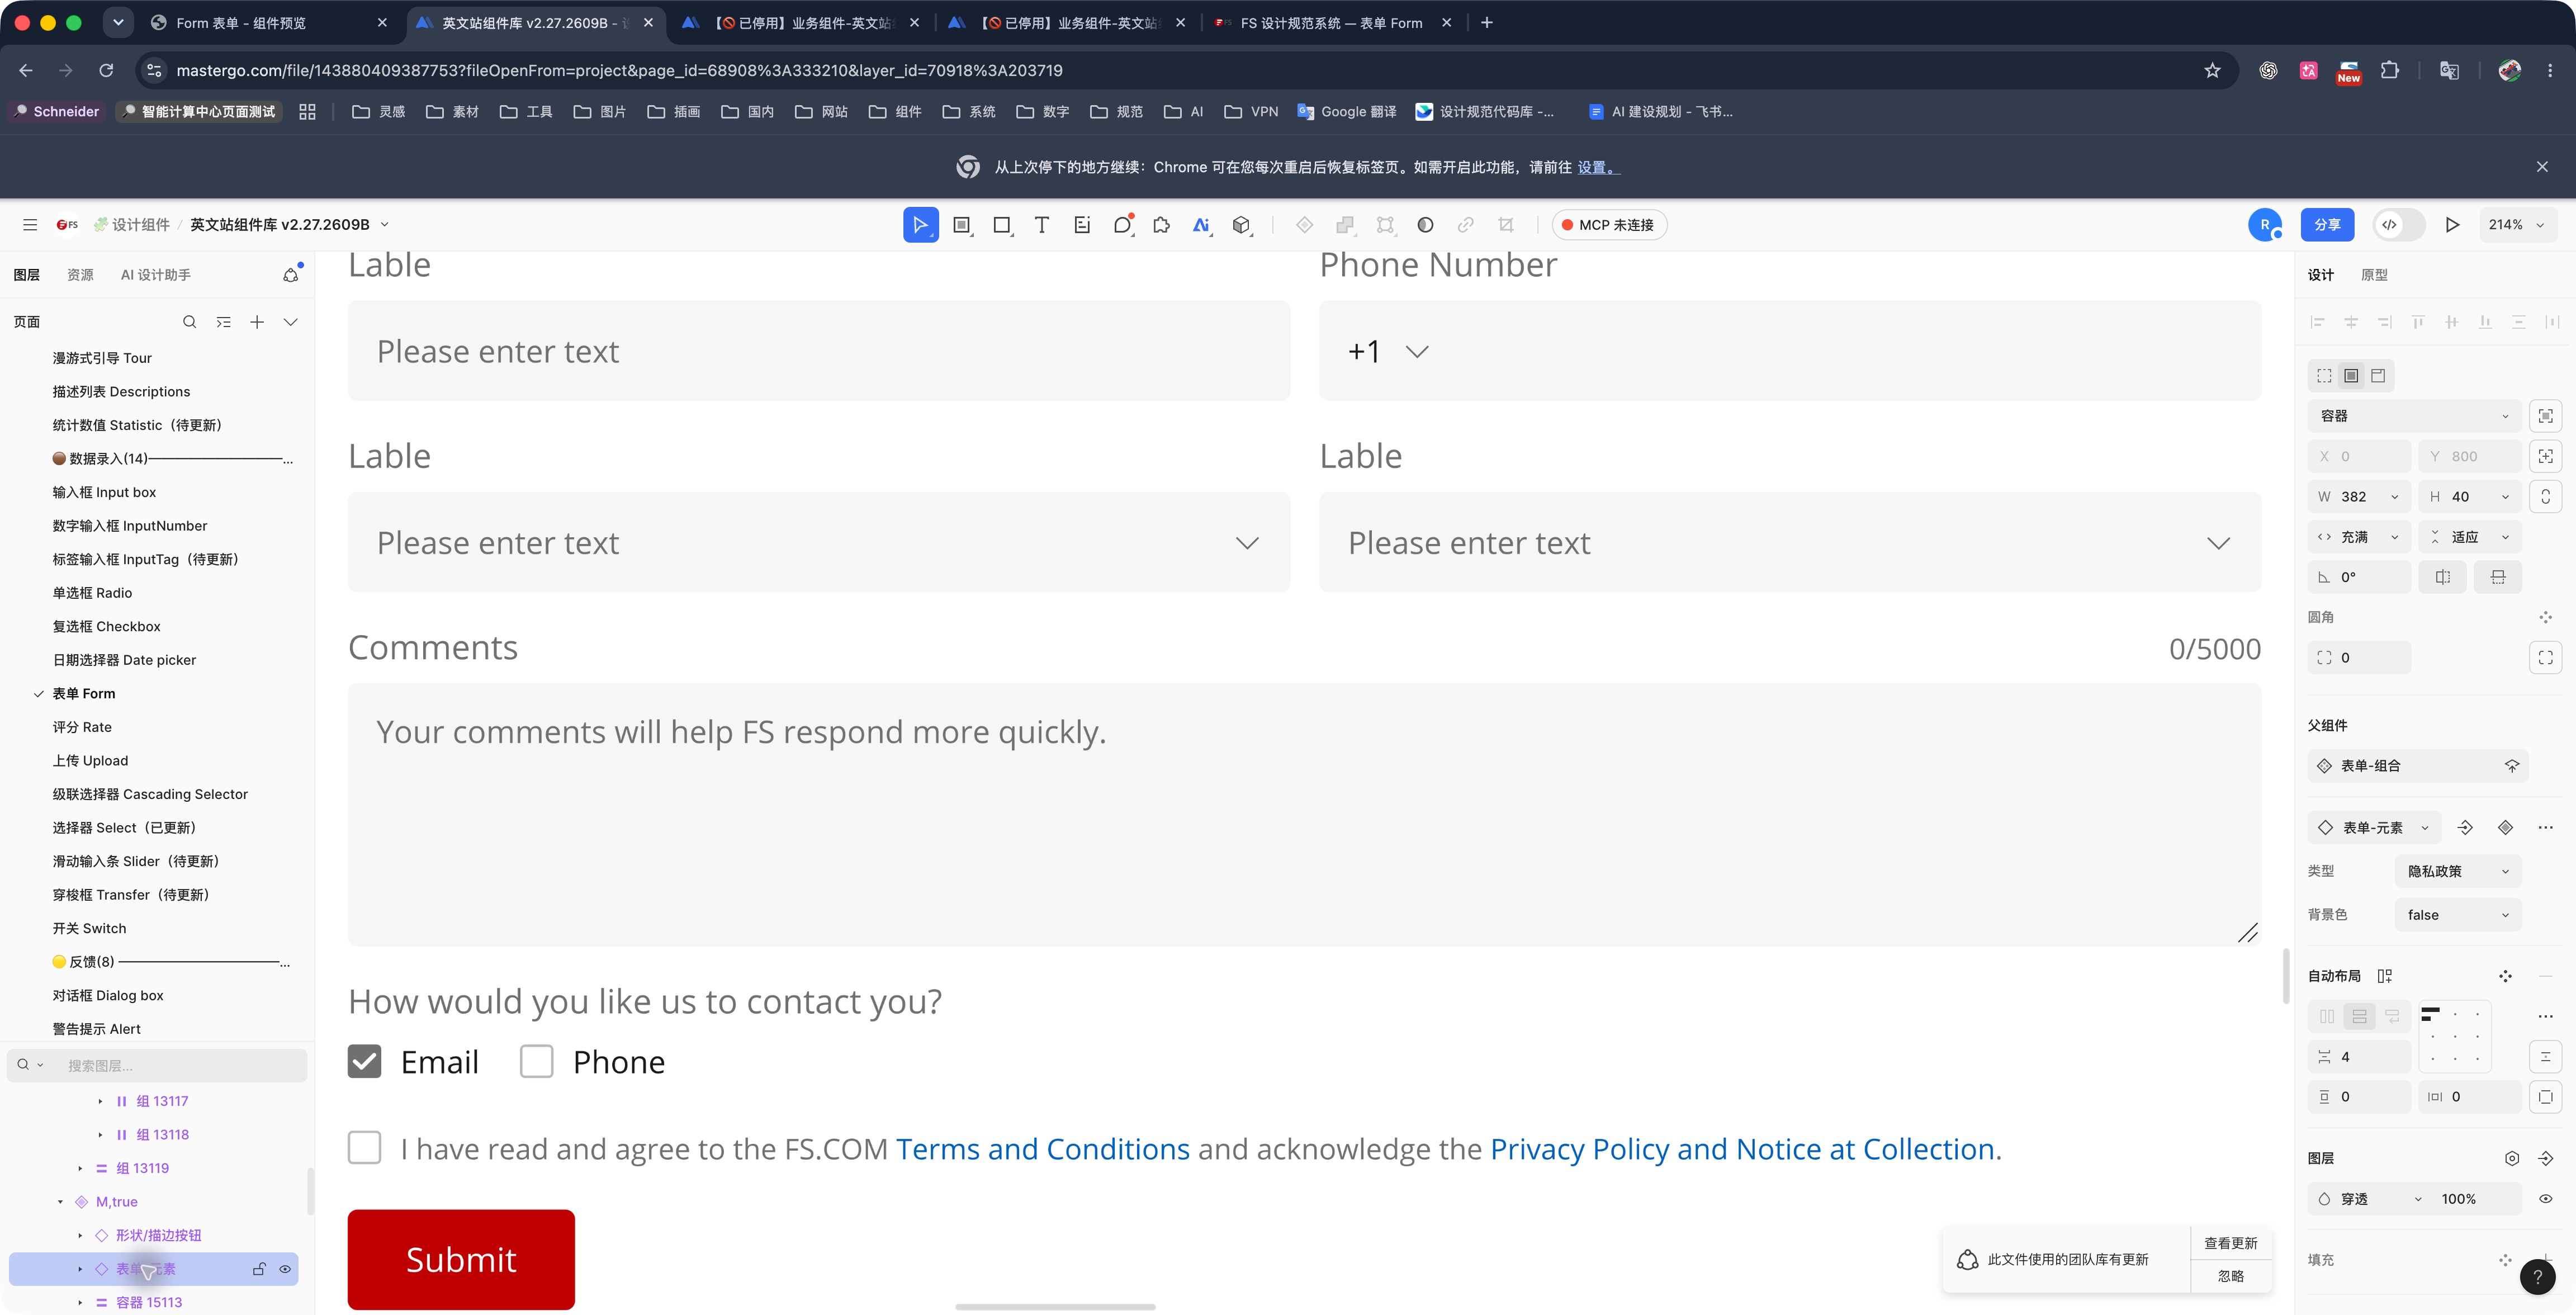 Form 表单 - 组件预览
英文站组件库 v2.27.2609B - 设
【🚫 已停用】业务组件-英文站
【🚫 已停用】业务组件-英文站
FS 设计规范系统 — 表单 Form
mastergo.com/file/143880409387753?fileOpenFrom=project&page_id=68908%3A333210&layer_id=70918%3A203719
New
Schneider
智能计算中心页面测试
灵感
素材
工具
图片
插画
国内
网站
组件
系统
数字
规范
AI
VPN
Google 翻译
设计规范代码库 -...
AI 建设规划 - 飞书...
从上次停下的地方继续：Chrome 可在您每次重启后恢复标签页。如需开启此功能，请前往 设置。
FS
设计组件 / 英文站组件库 v2.27.2609B
Ai
MCP 未连接
R
分享
214%
图层
资源
AI 设计助手
页面
漫游式引导 Tour
描述列表 Descriptions
统计数值 Statistic（待更新）
数据录入(14)——————————...
输入框 Input box
数字输入框 InputNumber
标签输入框 InputTag（待更新）
单选框 Radio
复选框 Checkbox
日期选择器 Date picker
表单 Form
评分 Rate
上传 Upload
级联选择器 Cascading Selector
选择器 Select（已更新）
滑动输入条 Slider（待更新）
穿梭框 Transfer（待更新）
开关 Switch
反馈(8) ————————————...
对话框 Dialog box
警告提示 Alert
搜索图层...
组 13117
组 13118
组 13119
M,true
形状/描边按钮
表单-元素
容器 15113
Lable
Phone Number
Please enter text
+1
Lable
Lable
Please enter text
Please enter text
Comments
0/5000
Your comments will help FS respond more quickly.
How would you like us to contact you?
Email
Phone
I have read and agree to the FS.COM Terms and Conditions and acknowledge the Privacy Policy and Notice at Collection.
Submit
此文件使用的团队库有更新
查看更新
忽略
设计
原型
容器
X 0
Y 800
W 382
H 40
充满
适应
0°
圆角
0
父组件
表单-组合
表单-元素
类型
隐私政策
背景色
false
自动布局
4
0
0
图层
穿透
100%
填充
?